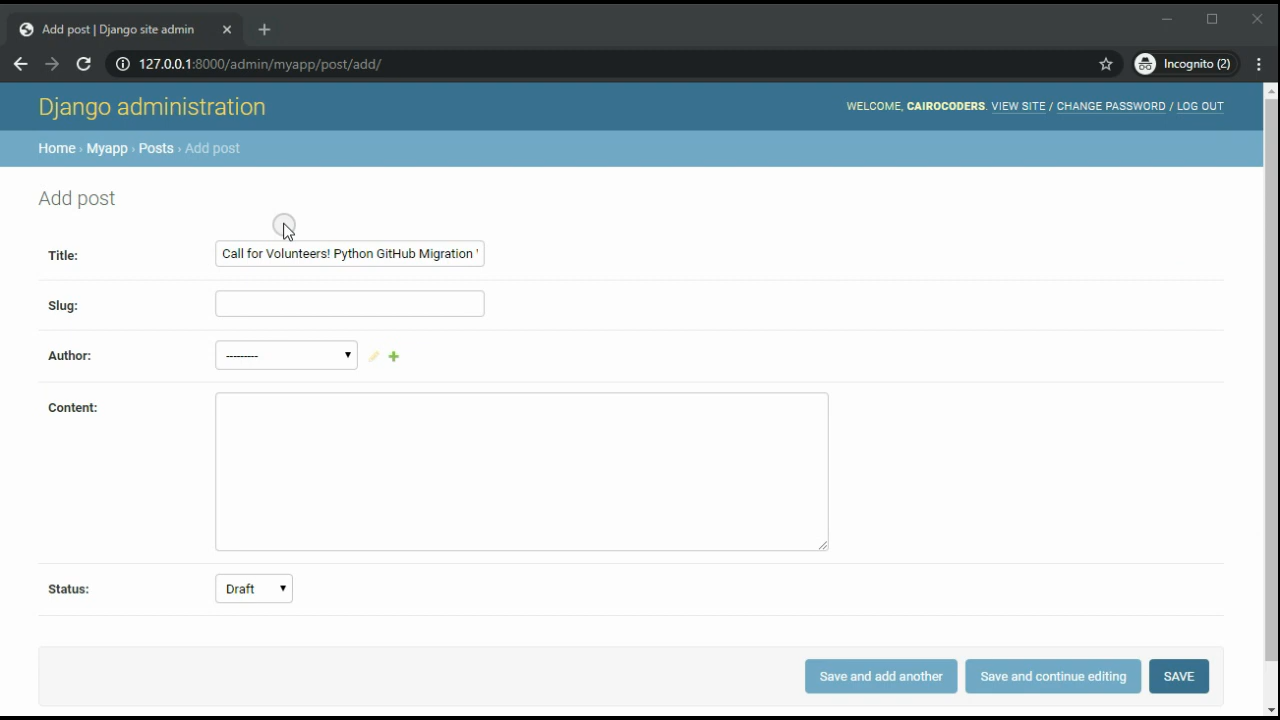 Add post | Django site admin
127.0.0.1:8000/admin/myapp/post/add/
Incognito (2)
Django administration
WELCOME, CAIROCODERS. VIEW SITE / CHANGE PASSWORD / LOG OUT
Home › Myapp › Posts › Add post
Add post
Title: Call for Volunteers! Python GitHub Migration
Slug:
Author: ---------
Content:
Status: Draft
Save and add another Save and continue editing SAVE